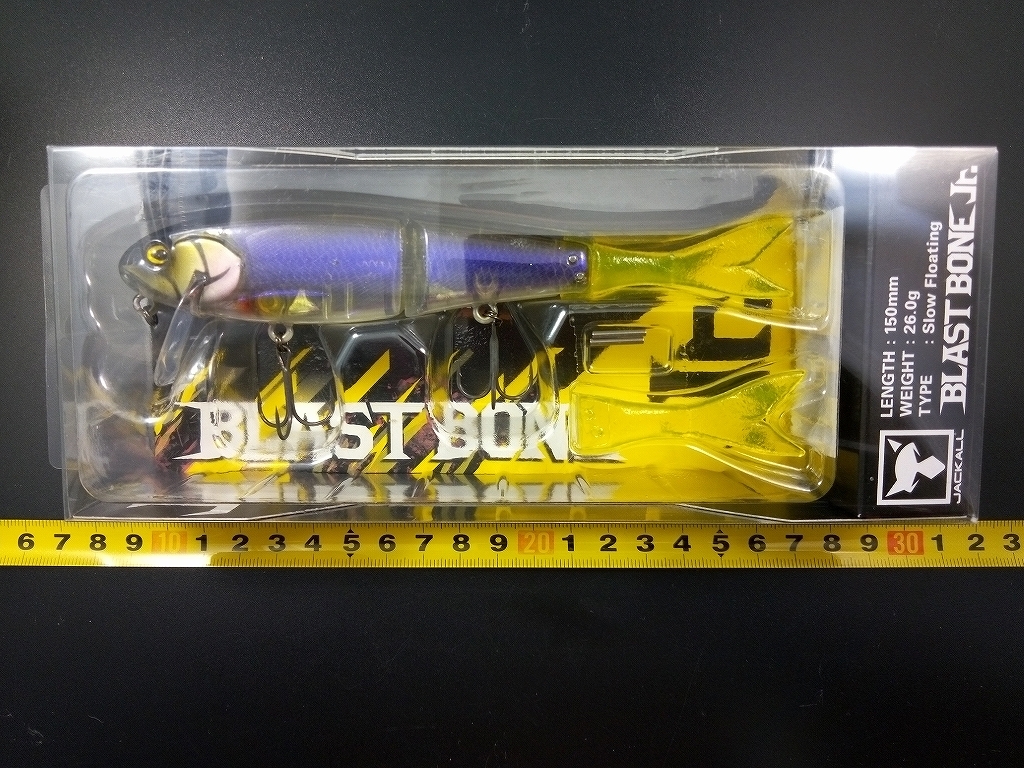 BLAST BON
LENGTH : 150mm
WEIGHT : 26.0g
TYPE : Slow Floating
BLAST BONE Jr.
JACKALL
6 7 8 9 10 1 2 3 4 5 6 7 8 9 20 1 2 3 4 5 6 7 8 9 30 1 2 3